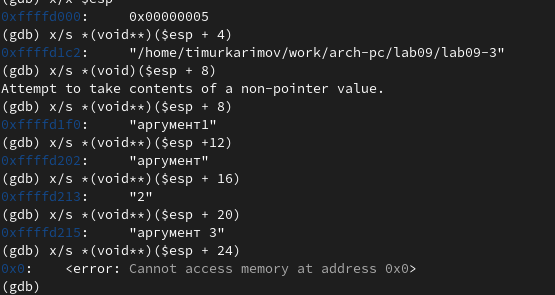 (gdb) x/x $esp
0xffffd000: 0x00000005
(gdb) x/s *(void**)($esp + 4)
0xffffd1c2: "/home/timurkarimov/work/arch-pc/lab09/lab09-3"
(gdb) x/s *(void)($esp + 8)
Attempt to take contents of a non-pointer value.
(gdb) x/s *(void**)($esp + 8)
0xffffd1f0: "аргумент1"
(gdb) x/s *(void**)($esp +12)
0xffffd202: "аргумент"
(gdb) x/s *(void**)($esp + 16)
0xffffd213: "2"
(gdb) x/s *(void**)($esp + 20)
0xffffd215: "аргумент 3"
(gdb) x/s *(void**)($esp + 24)
0x0: <error: Cannot access memory at address 0x0>
(gdb)